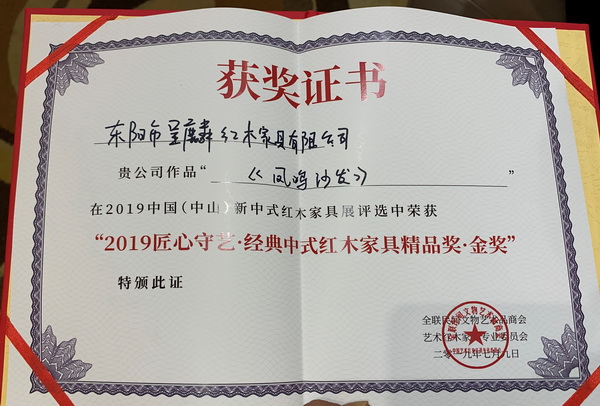 获奖证书
东阳市呈麟红木家具有限公司
贵公司作品“《凤鸣沙发》”
在2019中国(中山)新中式红木家具展评选中荣获
“2019匠心守艺·经典中式红木家具精品奖·金奖”
特颁此证
全联民间文物艺术品商会
艺术红木家具专业委员会
二〇一九年七月九日